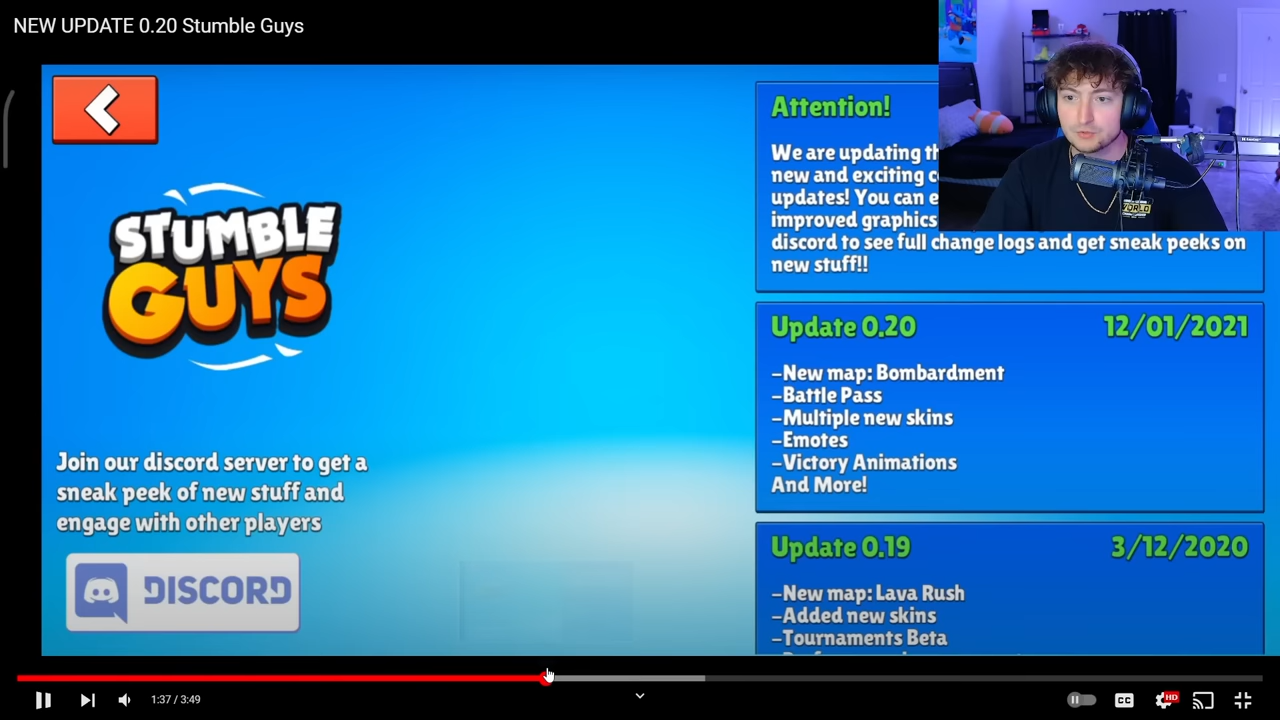 NEW UPDATE 0.20 Stumble Guys
STUMBLE
GUYS
Join our discord server to get a
sneak peek of new stuff and
engage with other players
DISCORD
Attention!
We are updating
new and exciting
updates! You can
improved graphics
discord to see full change logs and get sneak peeks on
new stuff!!
Update 0.20 12/01/2021
-New map: Bombardment
-Battle Pass
-Multiple new skins
-Emotes
-Victory Animations
And More!
Update 0.19 3/12/2020
-New map: Lava Rush
-Added new skins
-Tournaments Beta
1:37 / 3:49
CC
HD